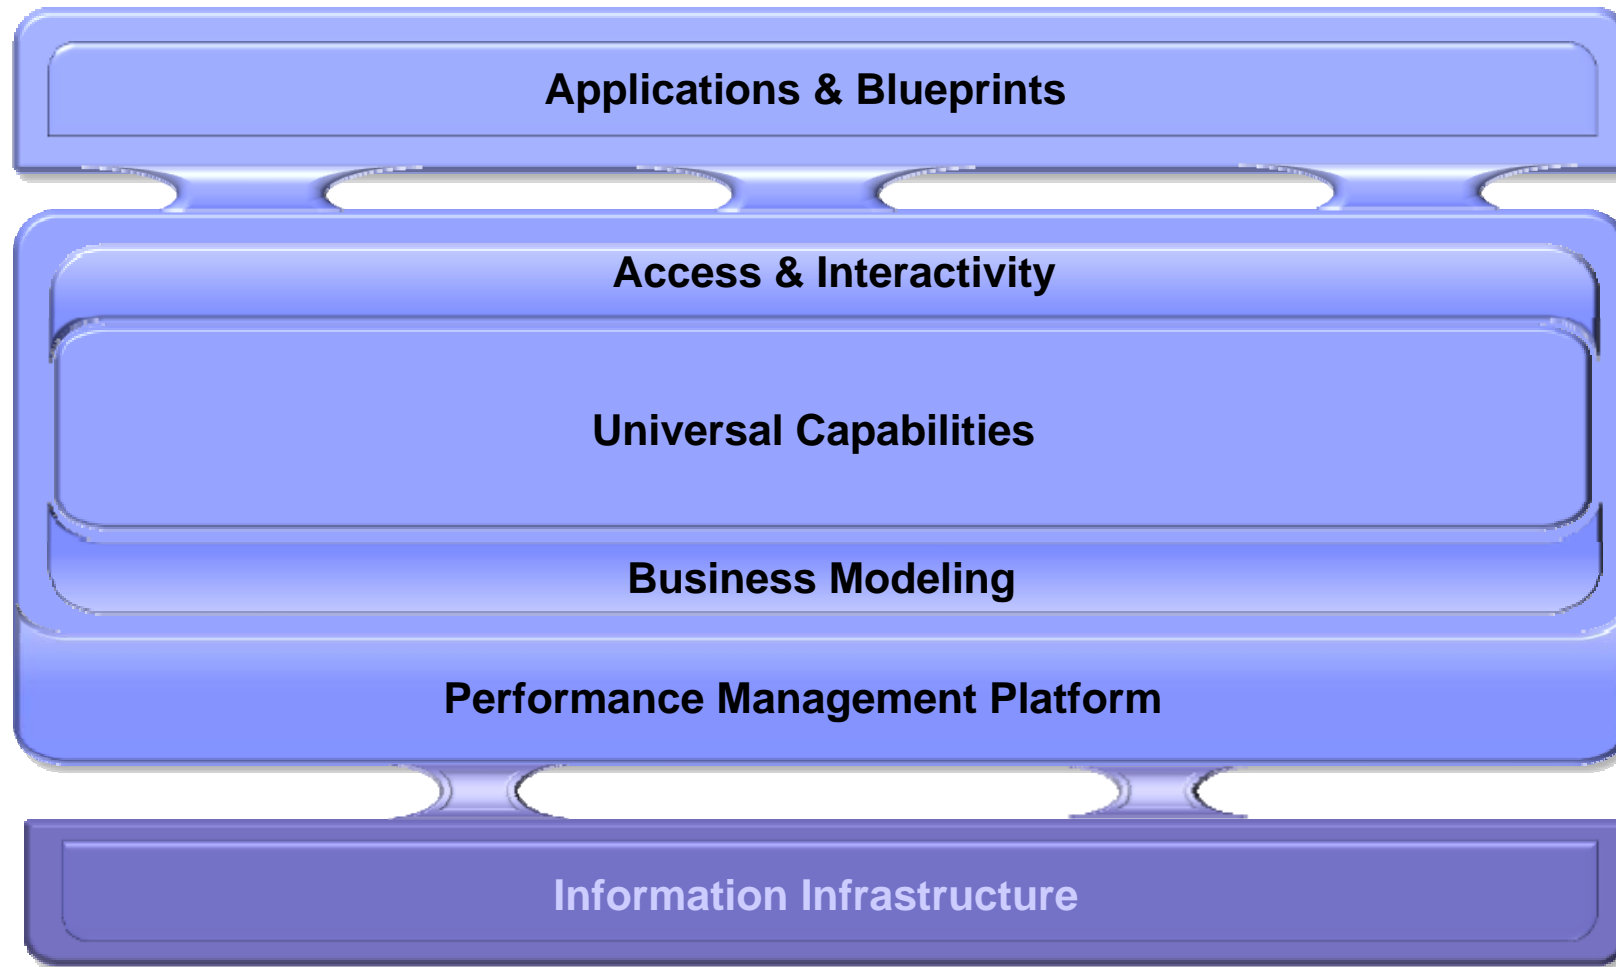 Applications & Blueprints
Access & Interactivity
Universal Capabilities
Business Modeling
Performance Management Platform
Information Infrastructure